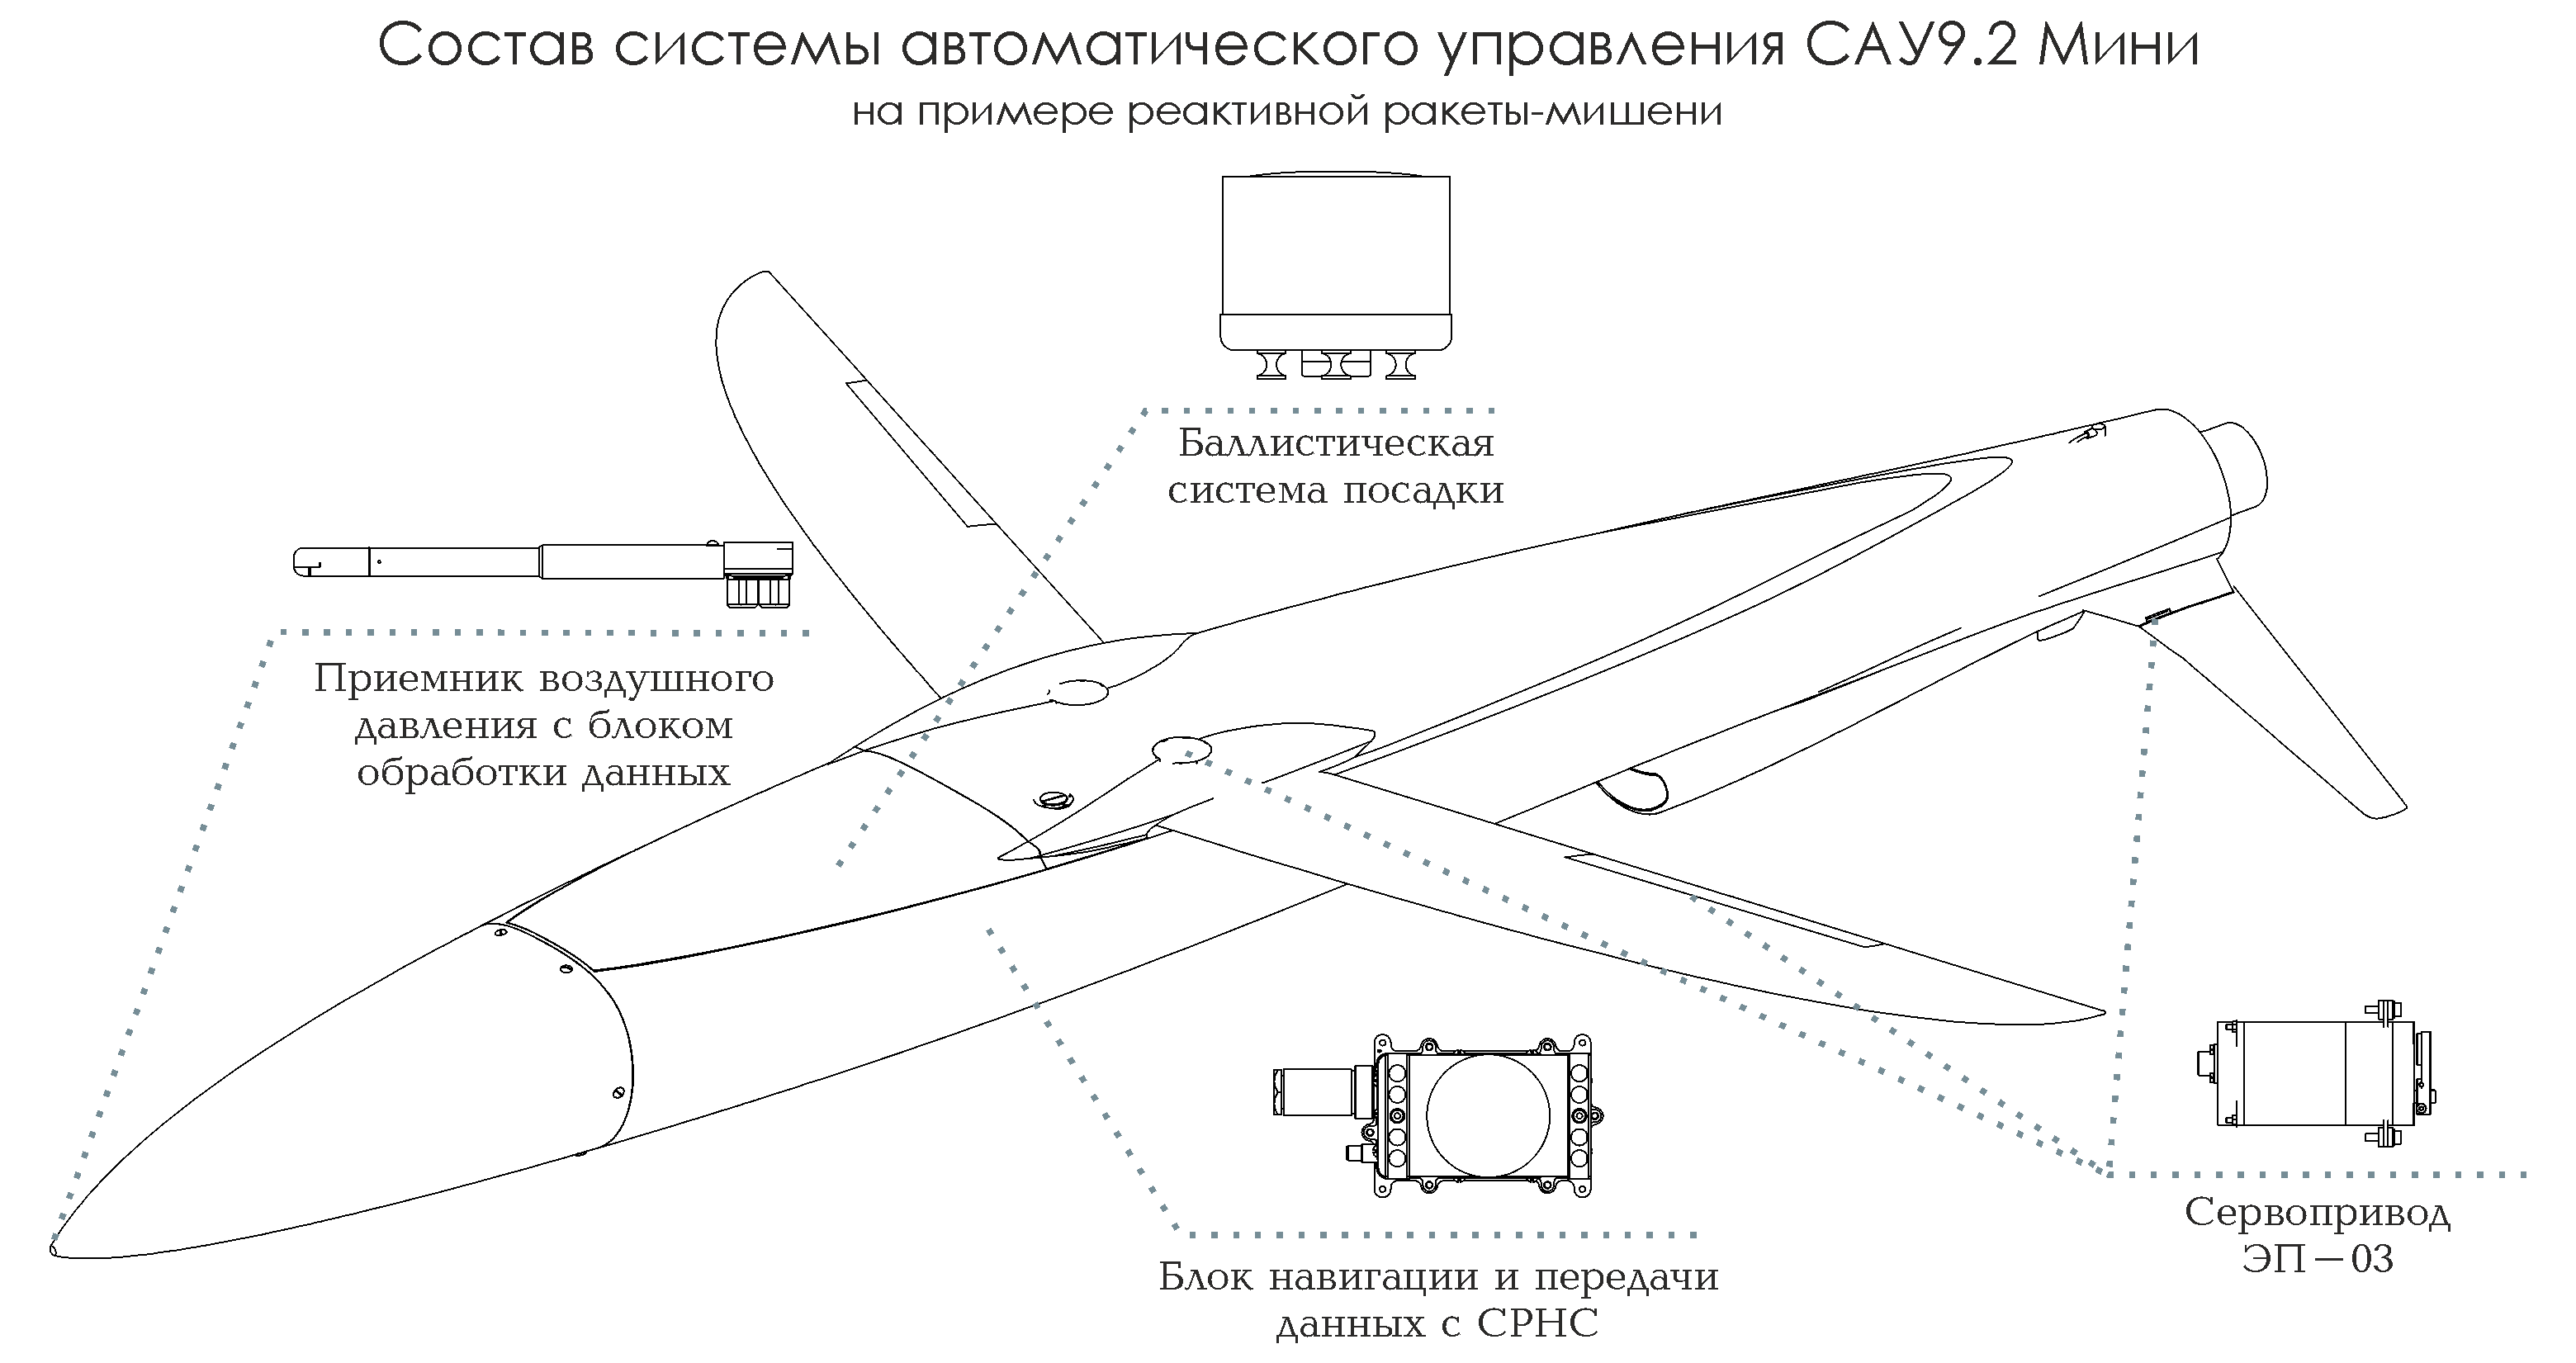 Состав системы автоматического управления САУ9.2 Мини
на примере реактивной ракеты-мишени
Баллистическая
система посадки
Приемник воздушного
давления с блоком
обработки данных
Блок навигации и передачи
данных с СРНС
Сервопривод
ЭП—03